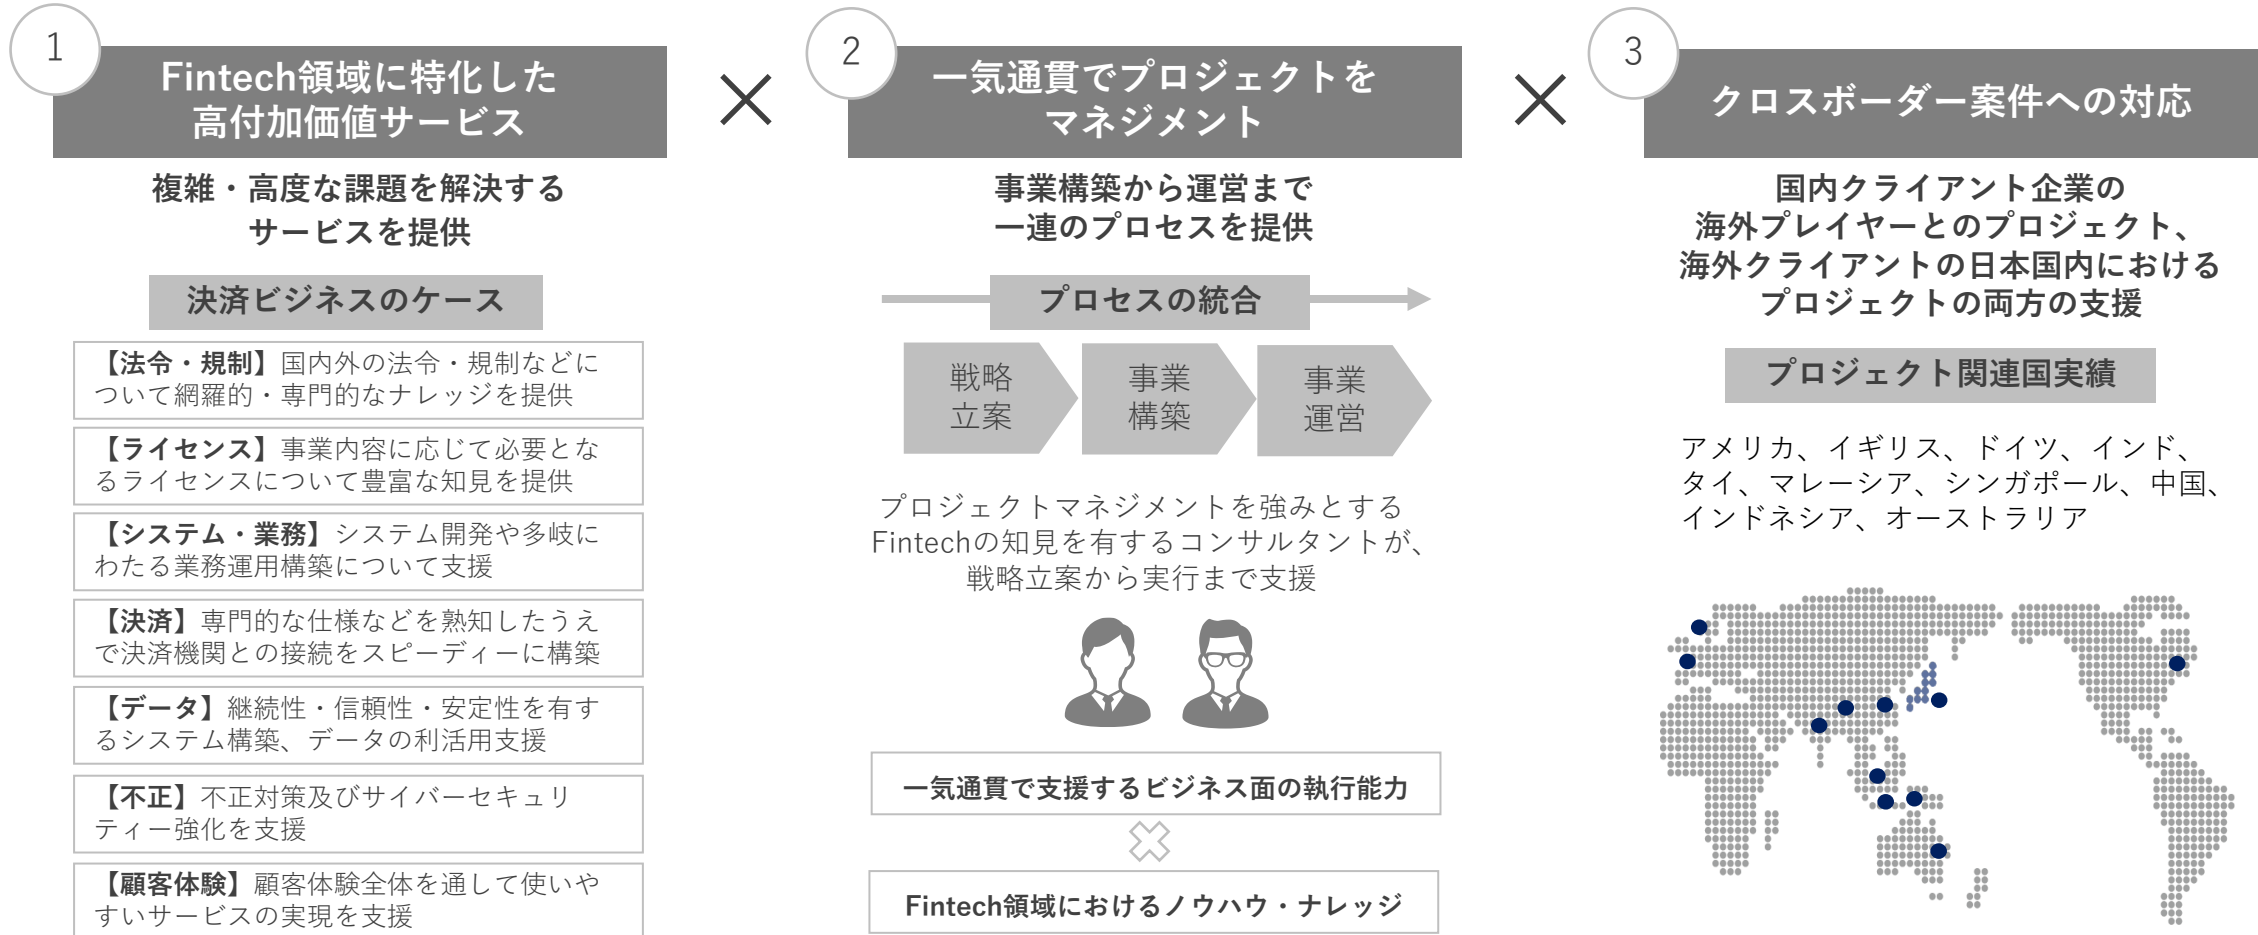 1
Fintech領域に特化した
高付加価値サービス
複雑・高度な課題を解決する
サービスを提供
決済ビジネスのケース
【法令・規制】国内外の法令・規制などに
ついて網羅的・専門的なナレッジを提供
【ライセンス】事業内容に応じて必要とな
るライセンスについて豊富な知見を提供
【システム・業務】システム開発や多岐に
わたる業務運用構築について支援
【決済】専門的な仕様などを熟知したうえ
で決済機関との接続をスピーディーに構築
【データ】継続性・信頼性・安定性を有す
るシステム構築、データの利活用支援
【不正】不正対策及びサイバーセキュリ
ティー強化を支援
【顧客体験】顧客体験全体を通して使いや
すいサービスの実現を支援
2
一気通貫でプロジェクトを
マネジメント
事業構築から運営まで
一連のプロセスを提供
プロセスの統合
戦略
立案
事業
構築
事業
運営
プロジェクトマネジメントを強みとする
Fintechの知見を有するコンサルタントが、
戦略立案から実行まで支援
一気通貫で支援するビジネス面の執行能力
Fintech領域におけるノウハウ・ナレッジ
3
クロスボーダー案件への対応
国内クライアント企業の
海外プレイヤーとのプロジェクト、
海外クライアントの日本国内における
プロジェクトの両方の支援
プロジェクト関連国実績
アメリカ、イギリス、ドイツ、インド、
タイ、マレーシア、シンガポール、中国、
インドネシア、オーストラリア